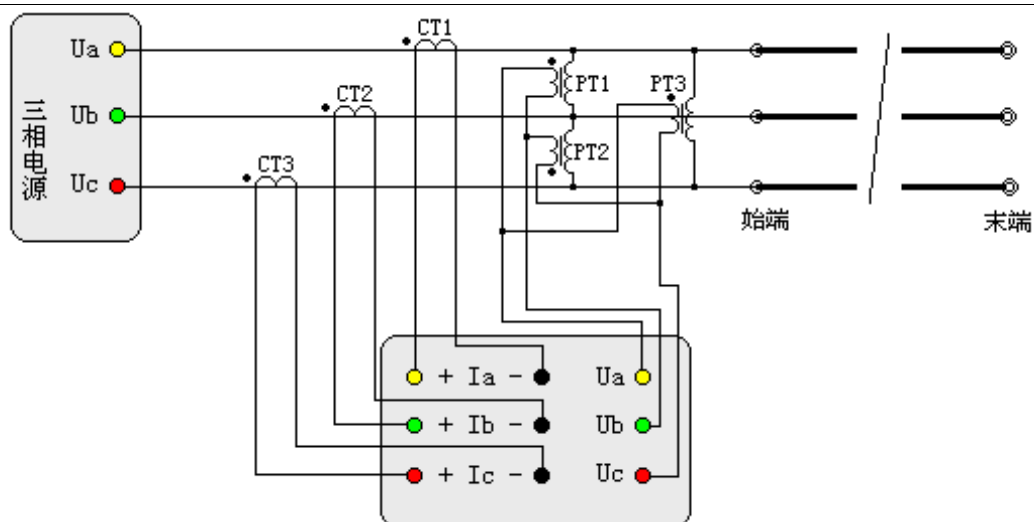 三相电源
Ua
Ub
Uc
CT1
CT2
CT3
PT1
PT2
PT3
始端
末端
+ Ia -
+ Ib -
+ Ic -
Ua
Ub
Uc